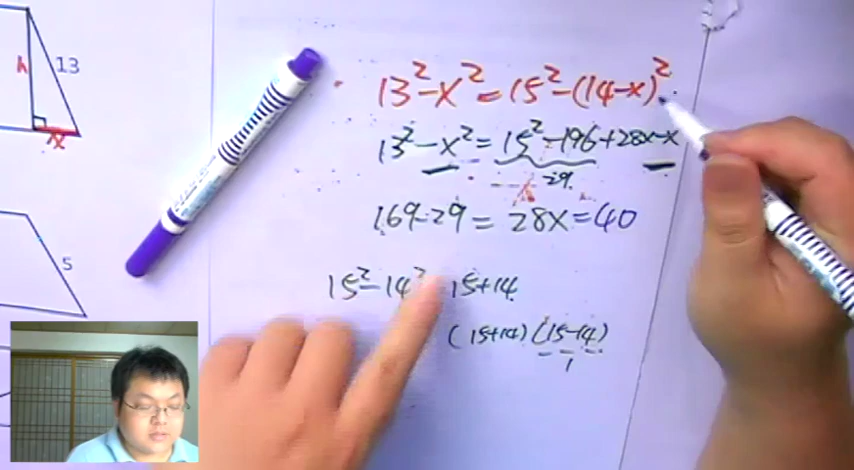 h
13
x
5
13²-x²=15²-(14-x)²
13²-x²=15²-196+28x-x
29
169-29=28x=40
15²-14² 15+14
(15+14)(15-14)
1